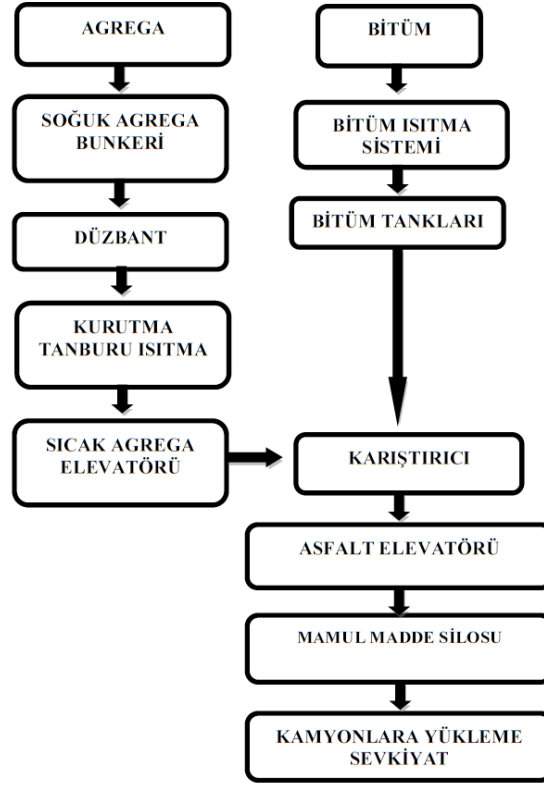 AGREGA
SOĞUK AGREGA
BUNKERİ
DÜZBANT
KURUTMA
TANBURU ISITMA
SICAK AGREGA
ELEVATÖRÜ
BİTÜM
BİTÜM ISITMA
SİSTEMİ
BİTÜM TANKLARI
KARIŞTIRICI
ASFALT ELEVATÖRÜ
MAMUL MADDE SİLOSU
KAMYONLARA YÜKLEME
SEVKİYAT